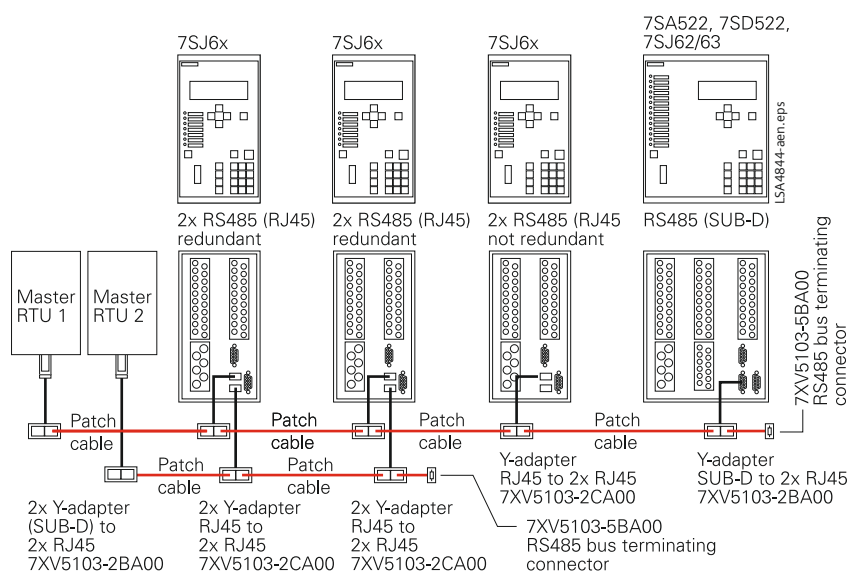 7SJ6x
7SJ6x
7SJ6x
7SA522, 7SD522,
7SJ62/63
LSA4844-aen.eps
2x RS485 (RJ45)
redundant
2x RS485 (RJ45)
redundant
2x RS485 (RJ45
not redundant
RS485 (SUB-D)
Master
RTU 1
Master
RTU 2
7XV5103-5BA00
RS485 bus terminating
connector
Patch
cable
Patch
cable
Patch
cable
Patch
cable
Patch
cable
Patch
cable
2x Y-adapter
(SUB-D) to
2x RJ45
7XV5103-2BA00
2x Y-adapter
RJ45 to
2x RJ45
7XV5103-2CA00
2x Y-adapter
RJ45 to
2x RJ45
7XV5103-2CA00
Y-adapter
RJ45 to 2x RJ45
7XV5103-2CA00
Y-adapter
SUB-D to 2x RJ45
7XV5103-2BA00
7XV5103-5BA00
RS485 bus terminating
connector